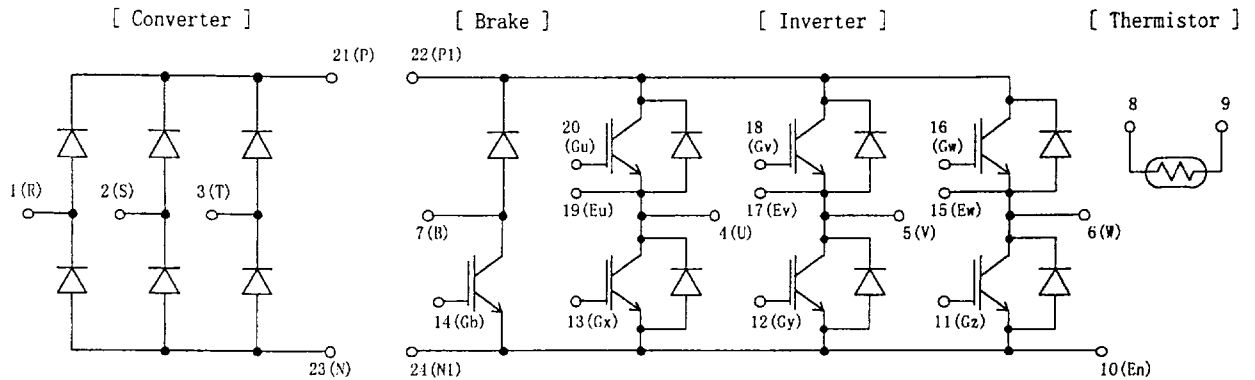 [ Converter ]
[ Brake ]
[ Inverter ]
[ Thermistor ]
21(P)
22(P1)
8
9
20
(Gu)
18
(Gv)
16
(Gw)
1(R)
2(S)
3(T)
19(Eu)
17(Ev)
15(Ew)
7(B)
4(U)
5(V)
6(W)
14(Gb)
13(Gx)
12(Gy)
11(Gz)
23(N)
24(N1)
10(En)